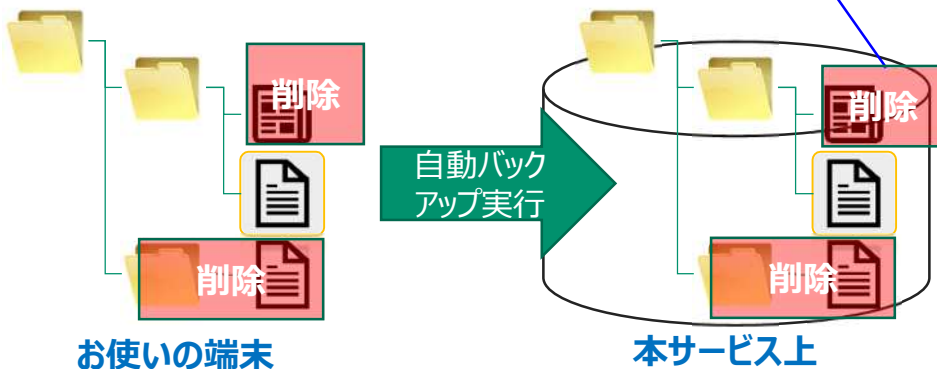 削除
削除
自動バック
アップ実行
削除
削除
お使いの端末
本サービス上